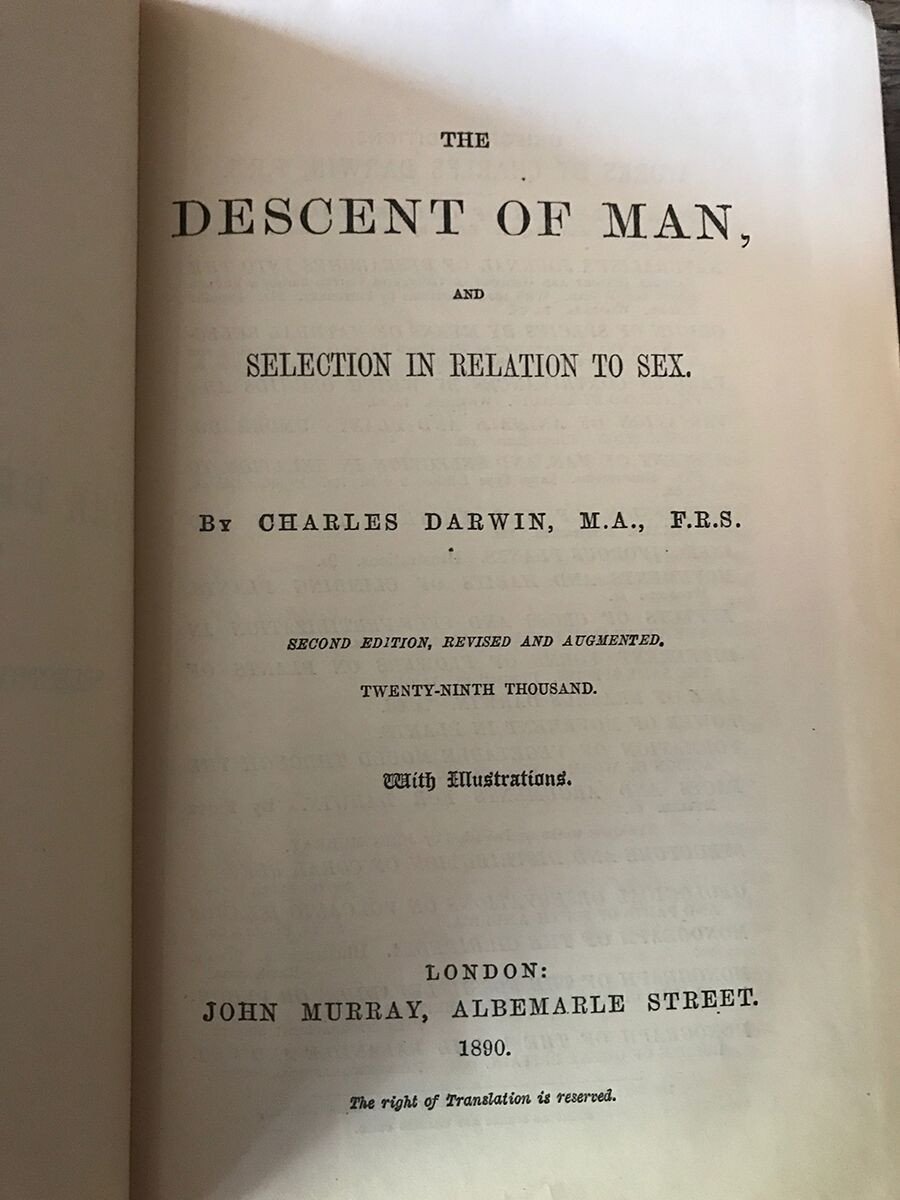 THE
DESCENT OF MAN,
AND
SELECTION IN RELATION TO SEX.
BY CHARLES DARWIN, M.A., F.R.S.
SECOND EDITION, REVISED AND AUGMENTED.
TWENTY-NINTH THOUSAND.
With Illustrations.
LONDON:
JOHN MURRAY, ALBEMARLE STREET.
1890.
The right of Translation is reserved.